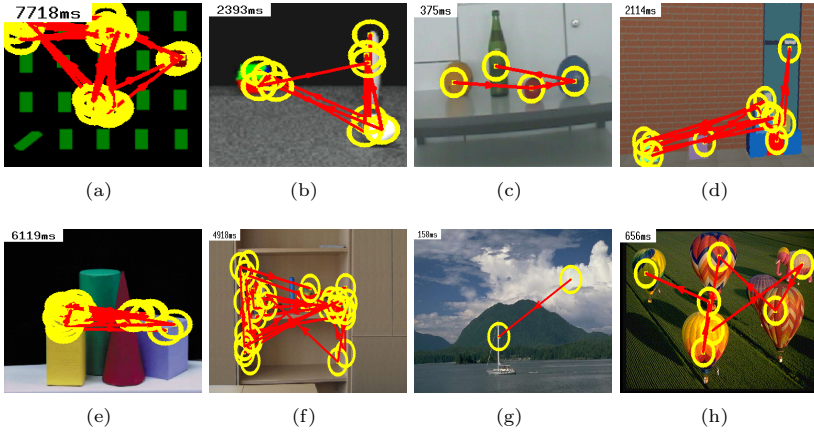 7718ms
2393ms
375ms
2114ms
(a)
(b)
(c)
(d)
6119ms
4918ms
158ms
656ms
(e)
(f)
(g)
(h)